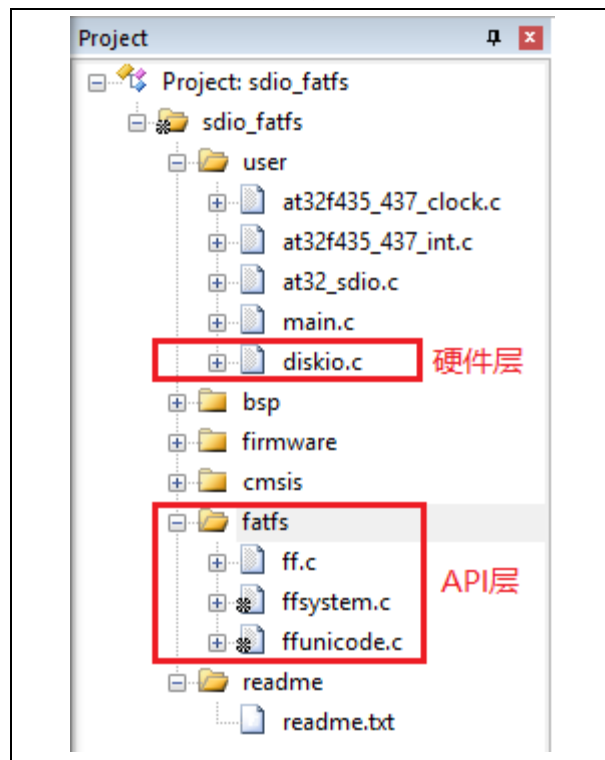 Project
Project: sdio_fatfs
sdio_fatfs
user
at32f435_437_clock.c
at32f435_437_int.c
at32_sdio.c
main.c
diskio.c 硬件层
bsp
firmware
cmsis
fatfs
ff.c
API层
ffsystem.c
ffunicode.c
readme
readme.txt